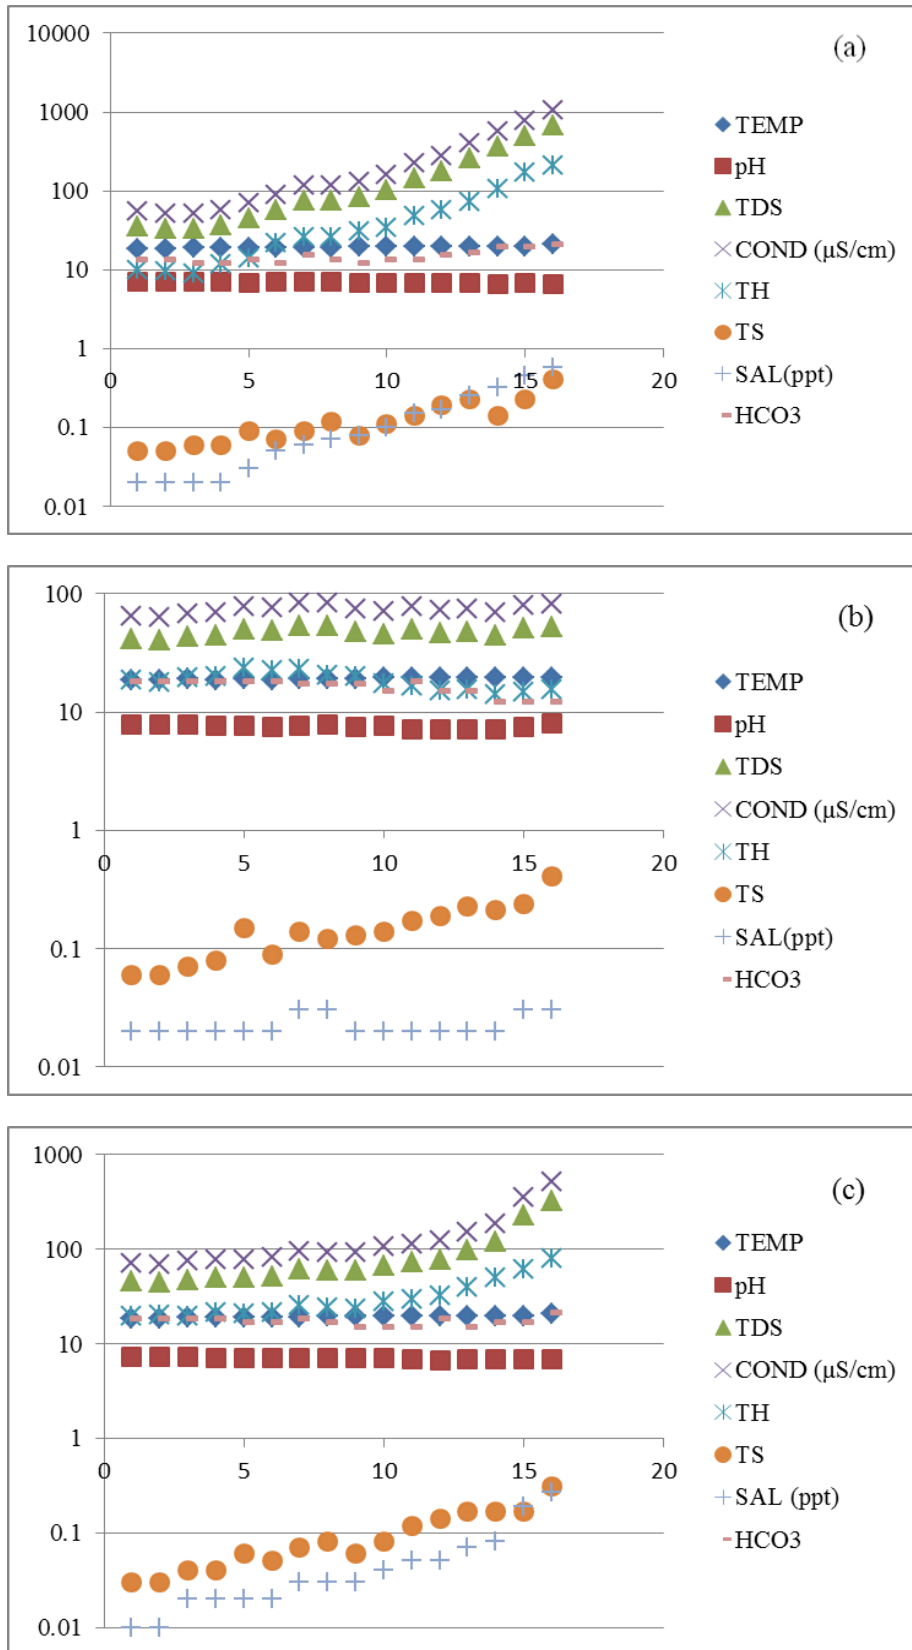 10000
(a)
1000
100
10
1
0.1
0.01
0
5
10
15
20
TEMP
pH
TDS
COND (µS/cm)
TH
TS
SAL(ppt)
HCO3
100
(b)
10
1
0.1
0.01
0
5
10
15
20
TEMP
pH
TDS
COND (µS/cm)
TH
TS
SAL(ppt)
HCO3
1000
(c)
100
10
1
0.1
0.01
0
5
10
15
20
TEMP
pH
TDS
COND (µS/cm)
TH
TS
SAL (ppt)
HCO3